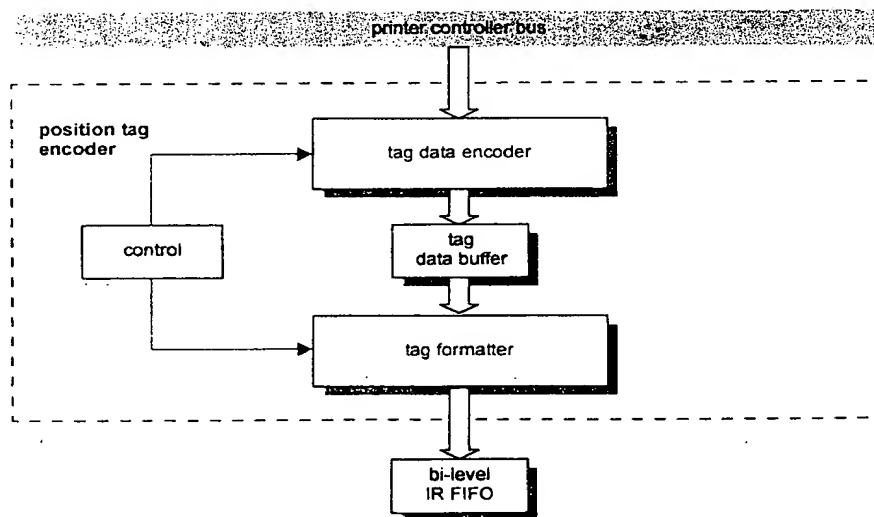 printer controller bus
position tag
encoder
tag data encoder
control
tag
data buffer
tag formatter
bi-level
IR FIFO